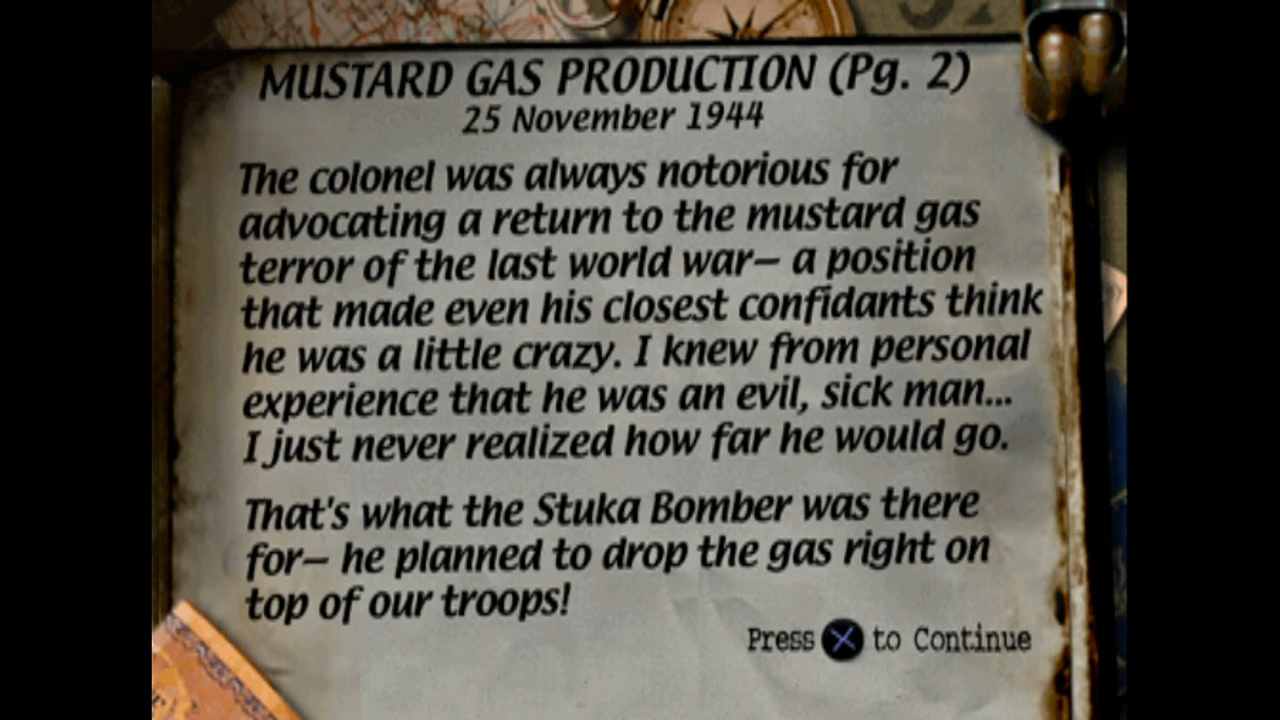 MUSTARD GAS PRODUCTION (Pg. 2)
25 November 1944
The colonel was always notorious for
advocating a return to the mustard gas
terror of the last world war— a position
that made even his closest confidants think
he was a little crazy. I knew from personal
experience that he was an evil, sick man...
I just never realized how far he would go.
That's what the Stuka Bomber was there
for— he planned to drop the gas right on
top of our troops!
Press X to Continue